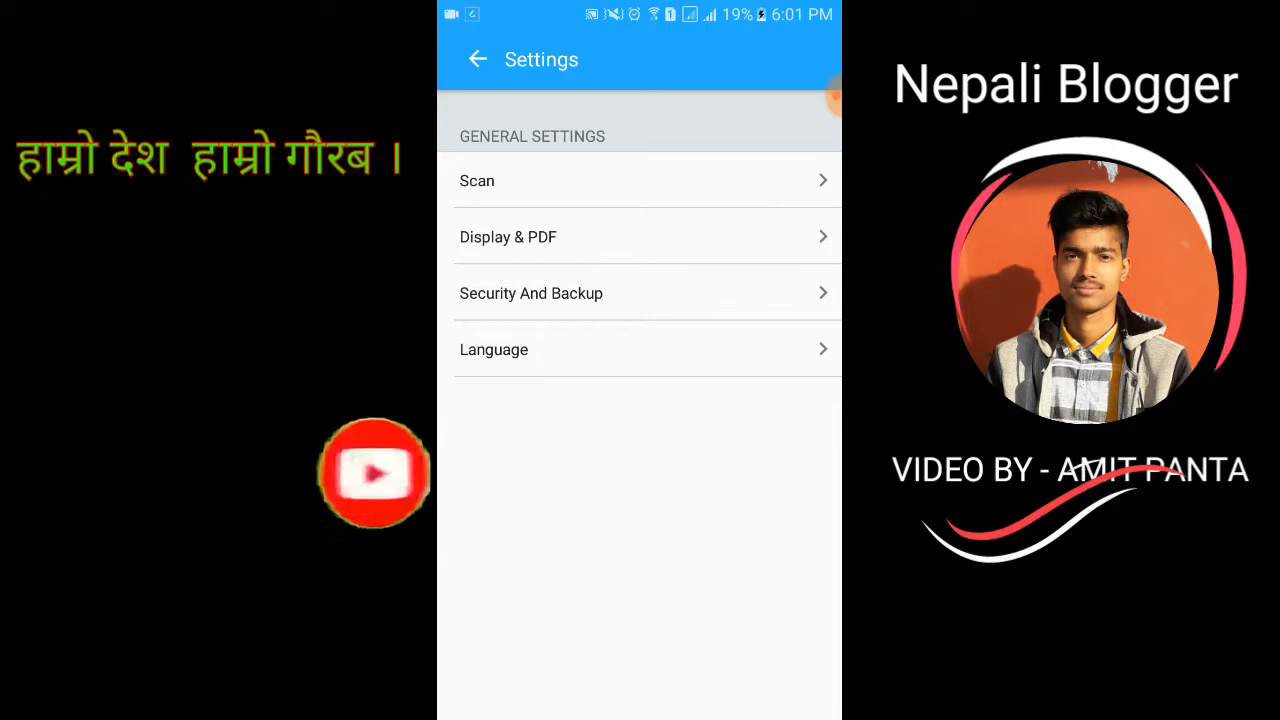 हाम्रो देश हाम्रो गौरब ।
19% 6:01 PM
Settings
GENERAL SETTINGS
Scan
Display & PDF
Security And Backup
Language
Nepali Blogger
VIDEO BY - AMIT PANTA